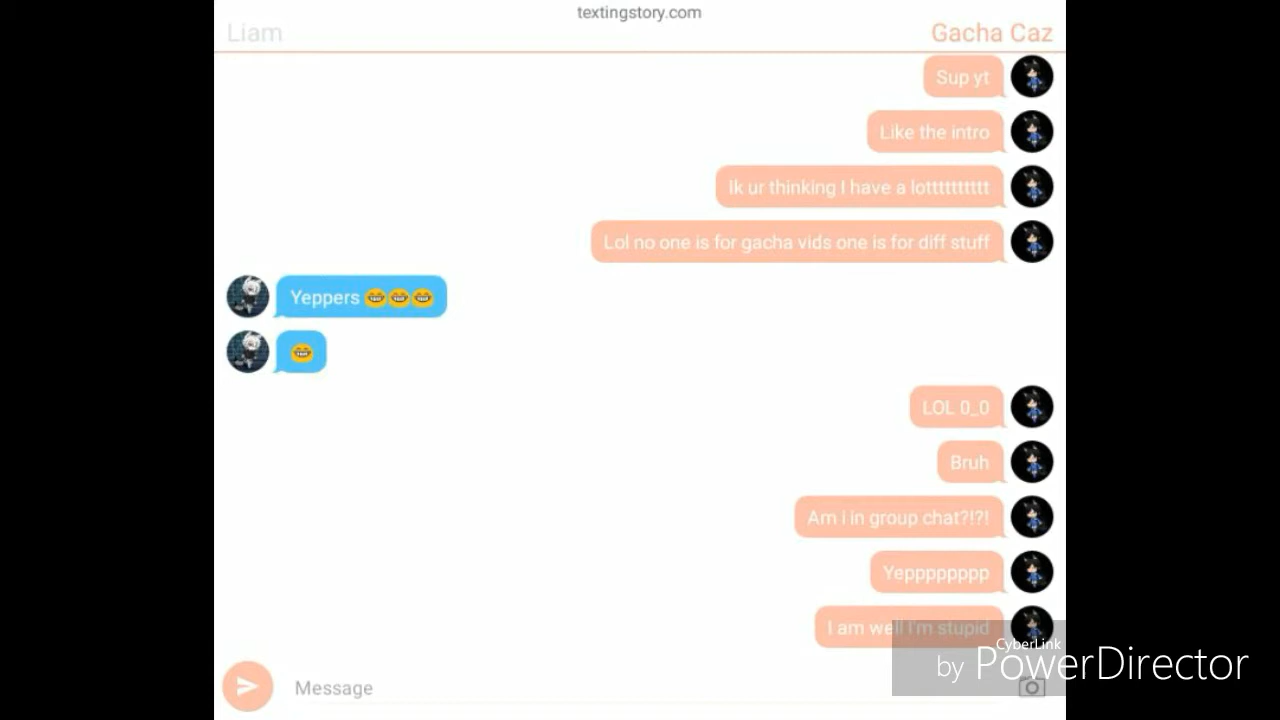 textingstory.com
Liam
Gacha Caz
Sup yt
Like the intro
Ik ur thinking I have a lotttttttttt
Lol no one is for gacha vids one is for diff stuff
Yeppers 😂😂😂
😂
LOL 0_0
Bruh
Am i in group chat?!?!
Yepppppppp
I am well I'm stupid
Message
CyberLink
by PowerDirector